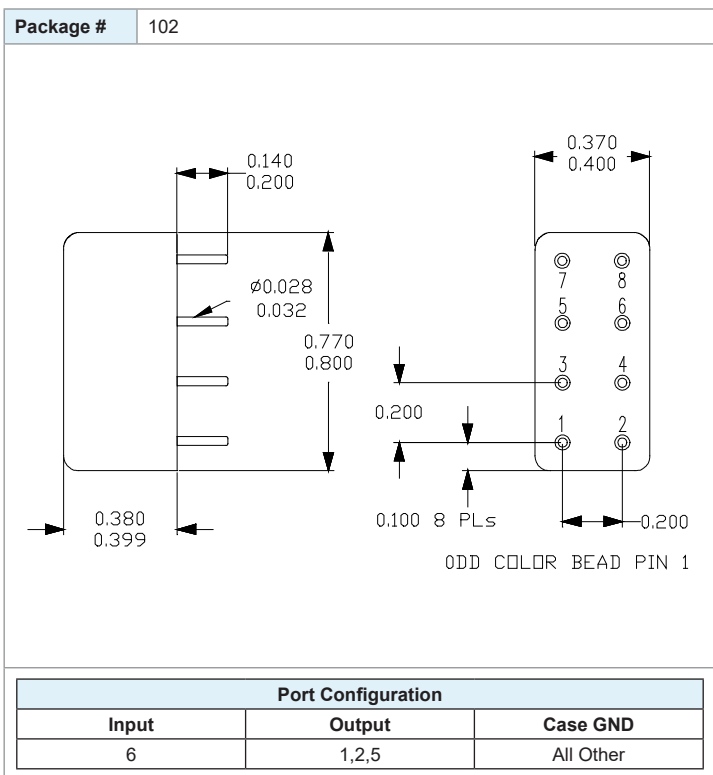 Package # 102
0.140
0.200
0.370
0.400
Ø0.028
0.032
0.770
0.800
7 8
5 6
3 4
1 2
0.200
0.100 8 PLs
0.200
0.380
0.399
ODD COLOR BEAD PIN 1
Port Configuration
Input Output Case GND
6 1,2,5 All Other